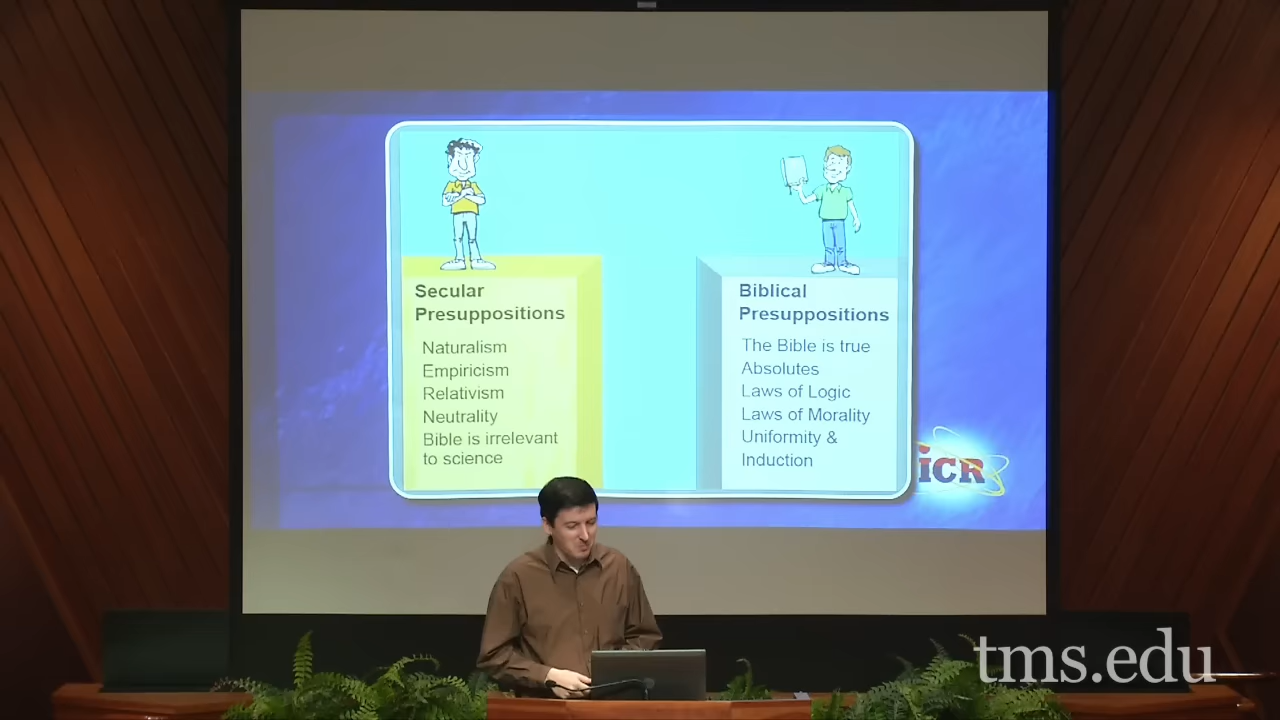 Secular
Presuppositions
Naturalism
Empiricism
Relativism
Neutrality
Bible is irrelevant
to science
Biblical
Presuppositions
The Bible is true
Absolutes
Laws of Logic
Laws of Morality
Uniformity &
Induction
iCR
tms.edu